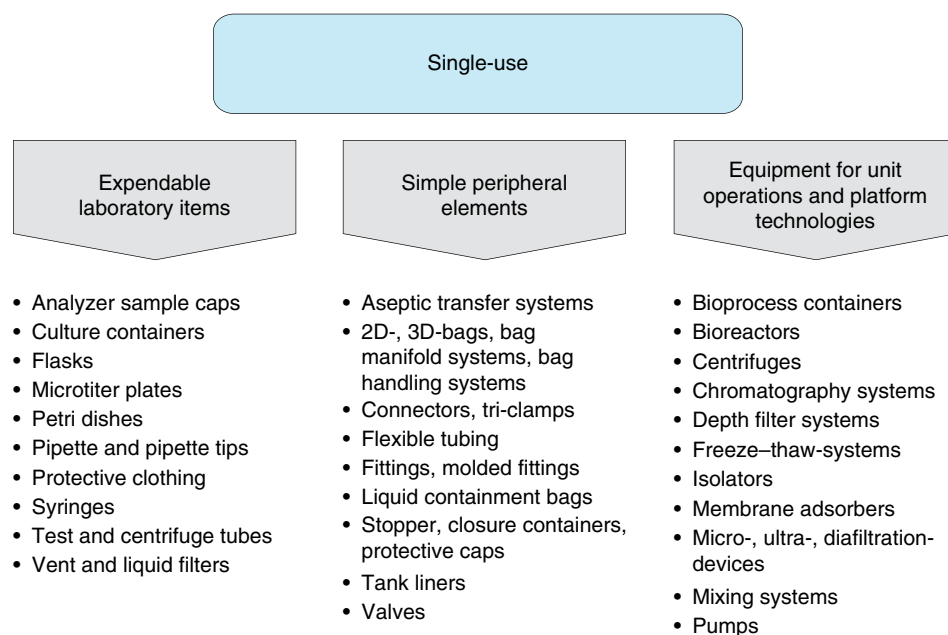 Single-use
Expendable
laboratory items
• Analyzer sample caps
• Culture containers
• Flasks
• Microtiter plates
• Petri dishes
• Pipette and pipette tips
• Protective clothing
• Syringes
• Test and centrifuge tubes
• Vent and liquid filters
Simple peripheral
elements
• Aseptic transfer systems
• 2D-, 3D-bags, bag
manifold systems, bag
handling systems
• Connectors, tri-clamps
• Flexible tubing
• Fittings, molded fittings
• Liquid containment bags
• Stopper, closure containers,
protective caps
• Tank liners
• Valves
Equipment for unit
operations and platform
technologies
• Bioprocess containers
• Bioreactors
• Centrifuges
• Chromatography systems
• Depth filter systems
• Freeze–thaw-systems
• Isolators
• Membrane adsorbers
• Micro-, ultra-, diafiltration-
devices
• Mixing systems
• Pumps